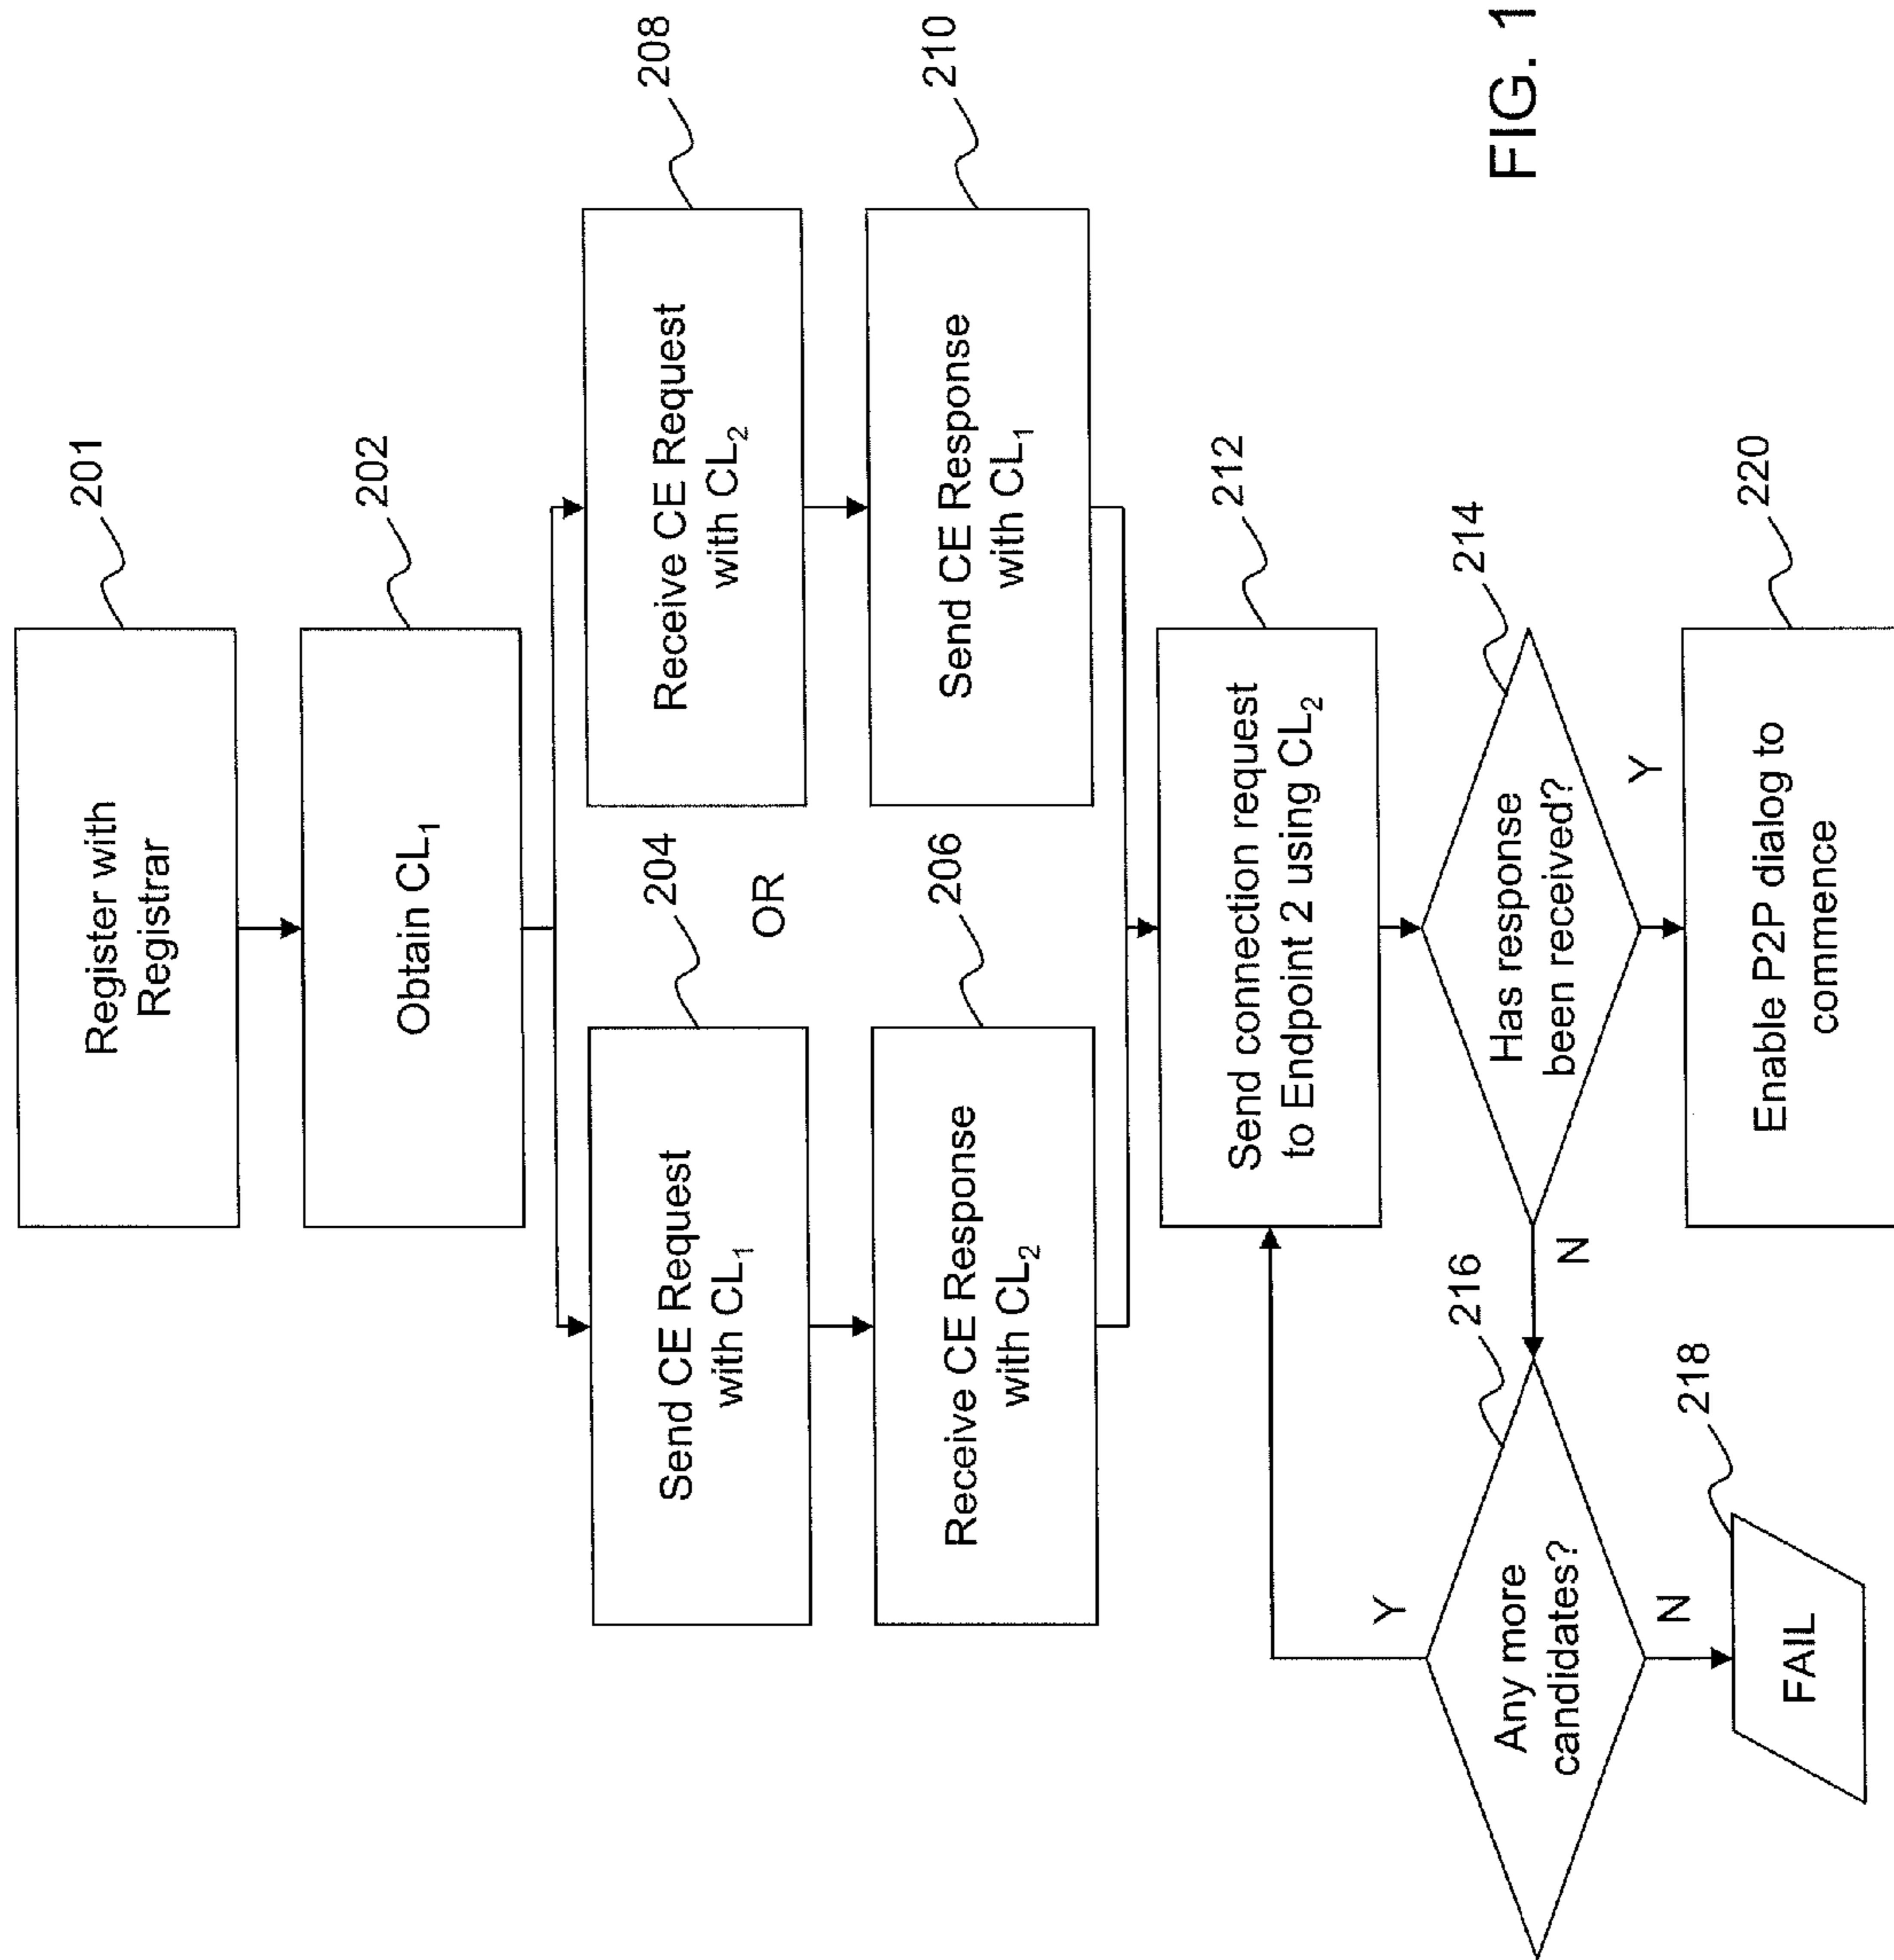 Register with
Registrar
201
Obtain CL₁
202
Send CE Request
with CL₁
204
OR
Receive CE Request
with CL₂
208
Receive CE Response
with CL₂
206
Send CE Response
with CL₁
210
Send connection request
to Endpoint 2 using CL₂
212
Has response
been received?
214
N
Y
Any more
candidates?
216
Y
N
FAIL
218
Enable P2P dialog to
commence
220
FIG. 1